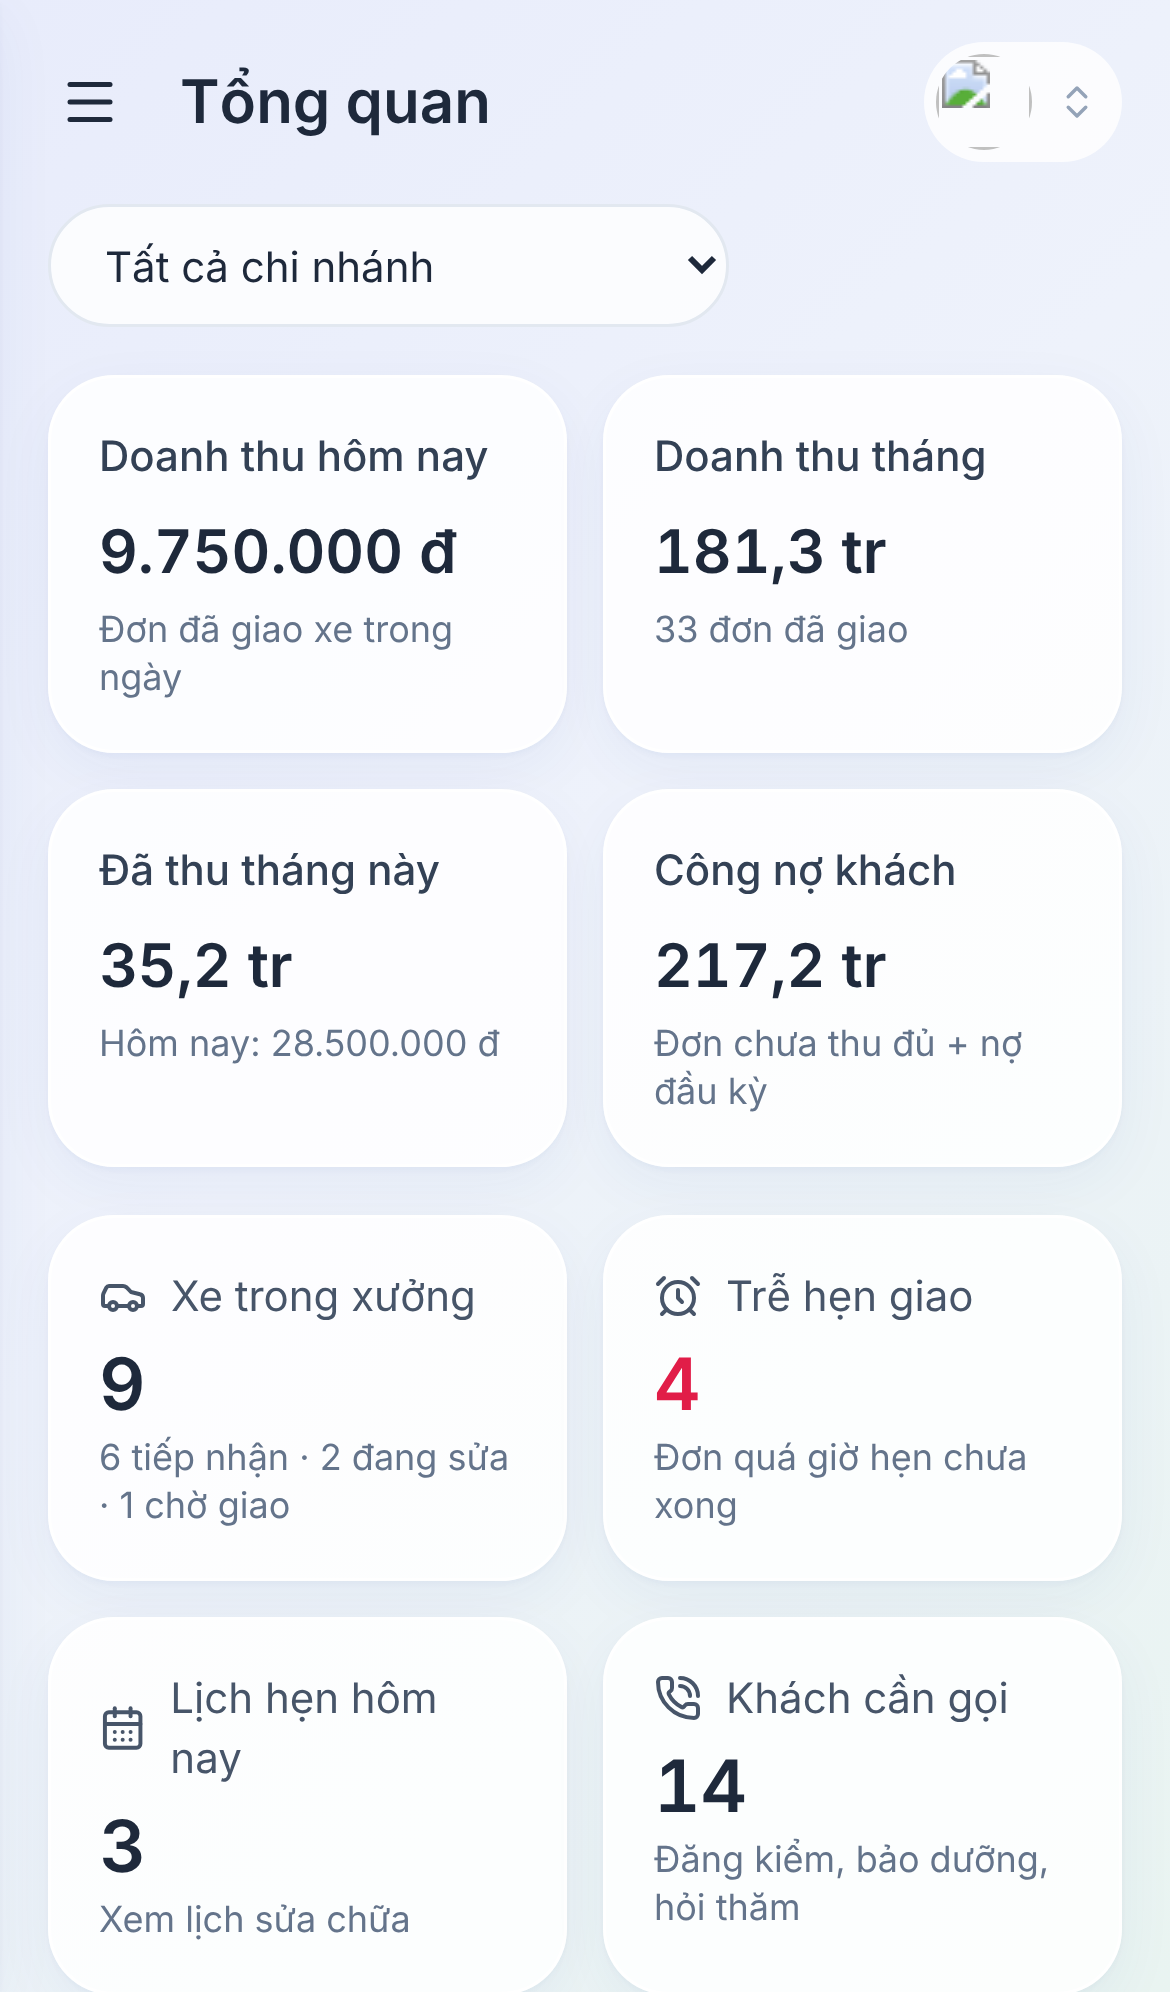 Tổng quan
Tất cả chi nhánh
Doanh thu hôm nay
9.750.000 đ
Đơn đã giao xe trong
ngày
Doanh thu tháng
181,3 tr
33 đơn đã giao
Đã thu tháng này
35,2 tr
Hôm nay: 28.500.000 đ
Công nợ khách
217,2 tr
Đơn chưa thu đủ + nợ
đầu kỳ
Xe trong xưởng
9
6 tiếp nhận · 2 đang sửa
· 1 chờ giao
Trễ hẹn giao
4
Đơn quá giờ hẹn chưa
xong
Lịch hẹn hôm
nay
3
Xem lịch sửa chữa
Khách cần gọi
14
Đăng kiểm, bảo dưỡng,
hỏi thăm